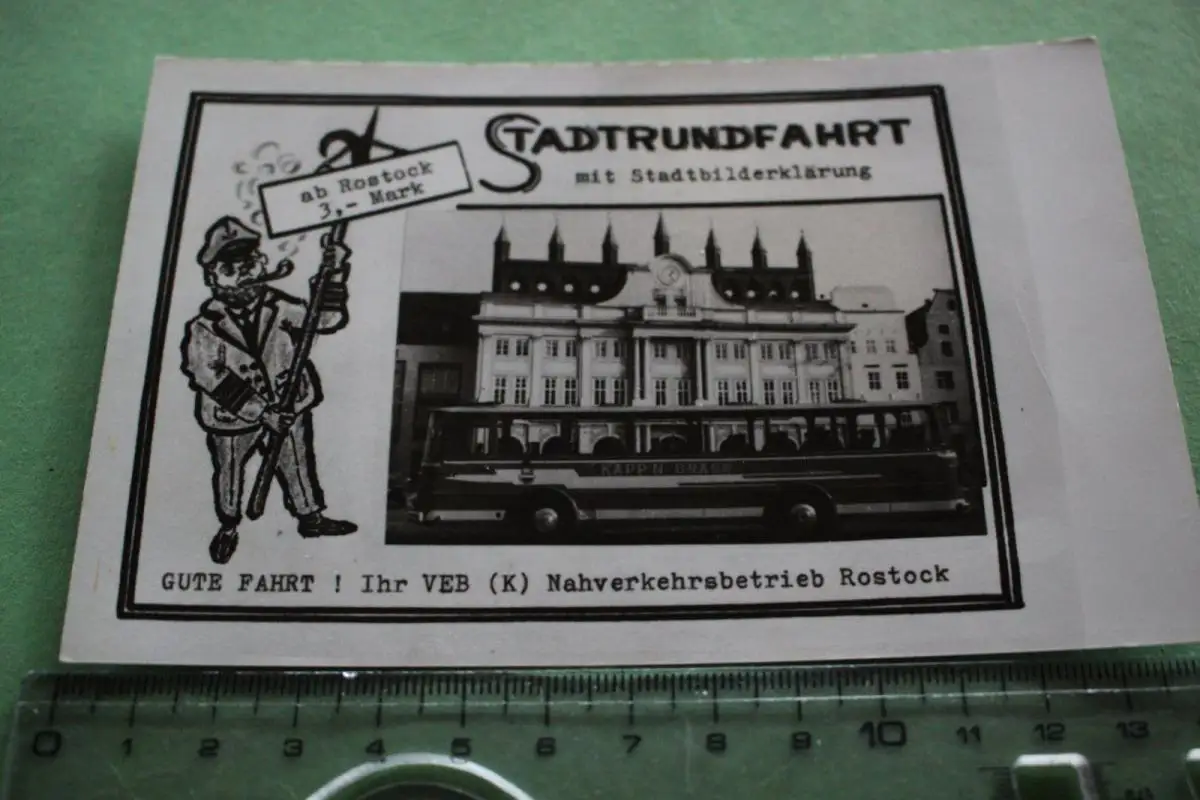 STADTRUNDFAHRT
mit Stadtbilderklärung
ab Rostock
3,- Mark
KÄPP'N BRASS
GUTE FAHRT ! Ihr VEB (K) Nahverkehrsbetrieb Rostock
0 1 2 3 4 5 6 7 8 9 10 11 12 13